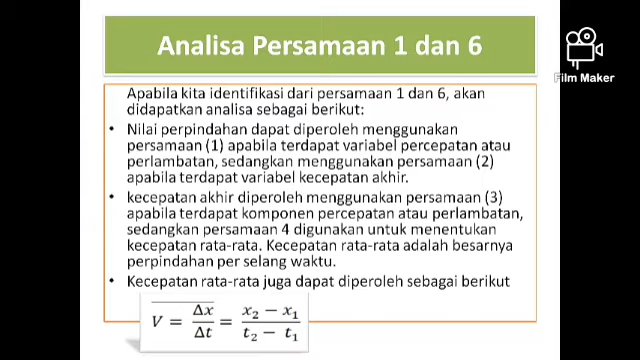 Analisa Persamaan 1 dan 6
Film Maker
Apabila kita identifikasi dari persamaan 1 dan 6, akan
didapatkan analisa sebagai berikut:
• Nilai perpindahan dapat diperoleh menggunakan
persamaan (1) apabila terdapat variabel percepatan atau
perlambatan, sedangkan menggunakan persamaan (2)
apabila terdapat variabel kecepatan akhir.
• kecepatan akhir diperoleh menggunakan persamaan (3)
apabila terdapat komponen percepatan atau perlambatan,
sedangkan persamaan 4 digunakan untuk menentukan
kecepatan rata-rata. Kecepatan rata-rata adalah besarnya
perpindahan per selang waktu.
• Kecepatan rata-rata juga dapat diperoleh sebagai berikut
V = Δx/Δt = (x₂ − x₁)/(t₂ − t₁)